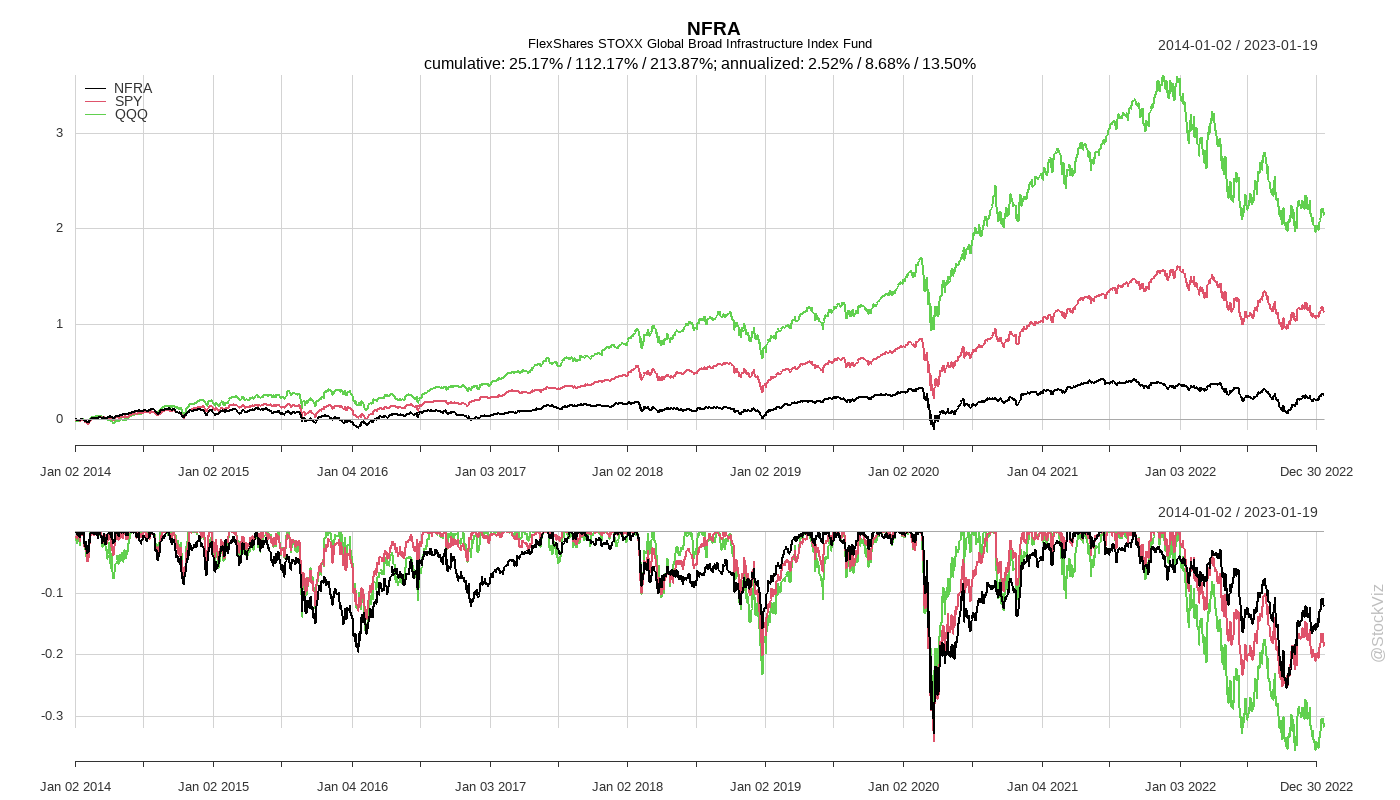 NFRA
FlexShares STOXX Global Broad Infrastructure Index Fund
2014-01-02 / 2023-01-19
cumulative: 25.17% / 112.17% / 213.87%; annualized: 2.52% / 8.68% / 13.50%
NFRA
SPY
QQQ
3
2
1
0
Jan 02 2014 Jan 02 2015 Jan 04 2016 Jan 03 2017 Jan 02 2018 Jan 02 2019 Jan 02 2020 Jan 04 2021 Jan 03 2022 Dec 30 2022
2014-01-02 / 2023-01-19
-0.1
-0.2
-0.3
Jan 02 2014 Jan 02 2015 Jan 04 2016 Jan 03 2017 Jan 02 2018 Jan 02 2019 Jan 02 2020 Jan 04 2021 Jan 03 2022 Dec 30 2022
@StockViz